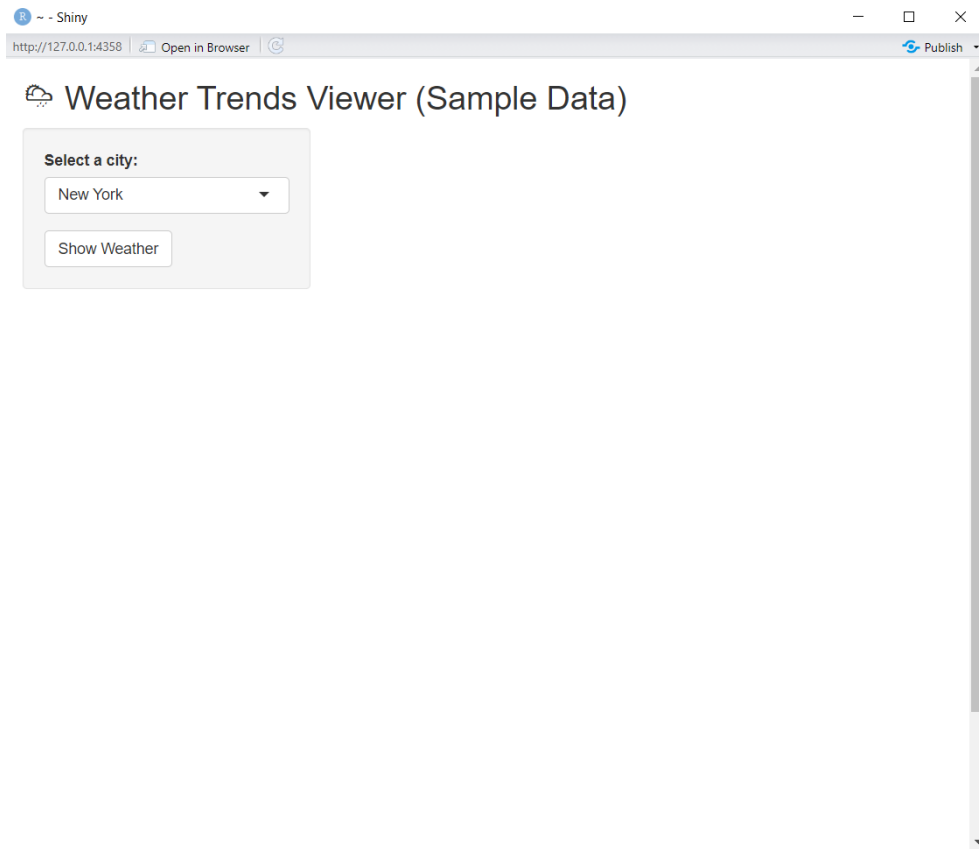 R ~ - Shiny
http://127.0.0.1:4358 Open in Browser Publish
Weather Trends Viewer (Sample Data)
Select a city:
New York
Show Weather